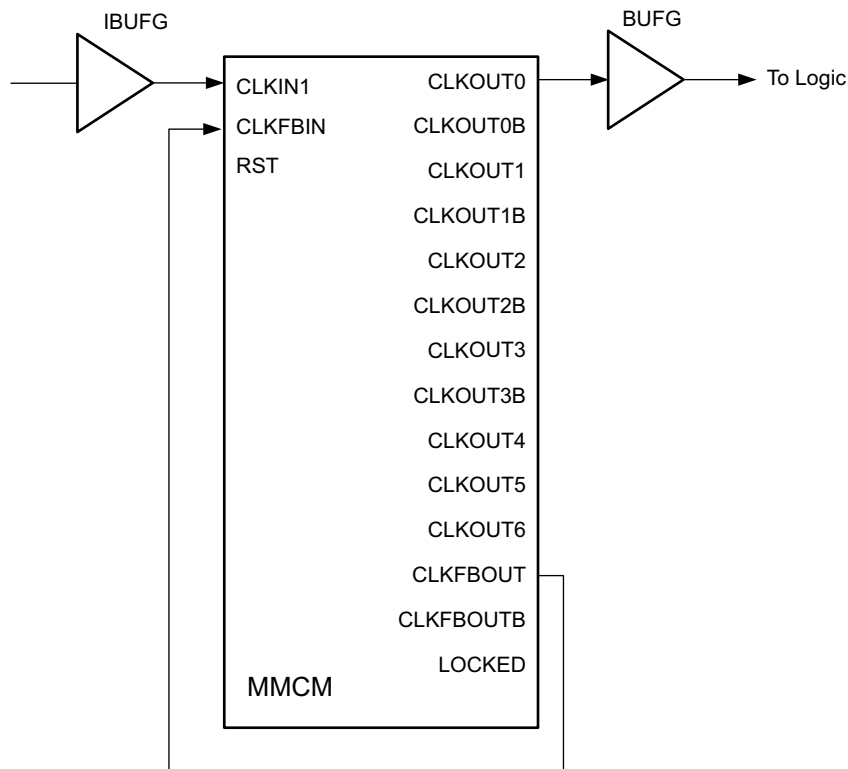 IBUFG
BUFG
CLKIN1
CLKOUT0
To Logic
CLKFBIN
CLKOUT0B
RST
CLKOUT1
CLKOUT1B
CLKOUT2
CLKOUT2B
CLKOUT3
CLKOUT3B
CLKOUT4
CLKOUT5
CLKOUT6
CLKFBOUT
CLKFBOUTB
LOCKED
MMCM